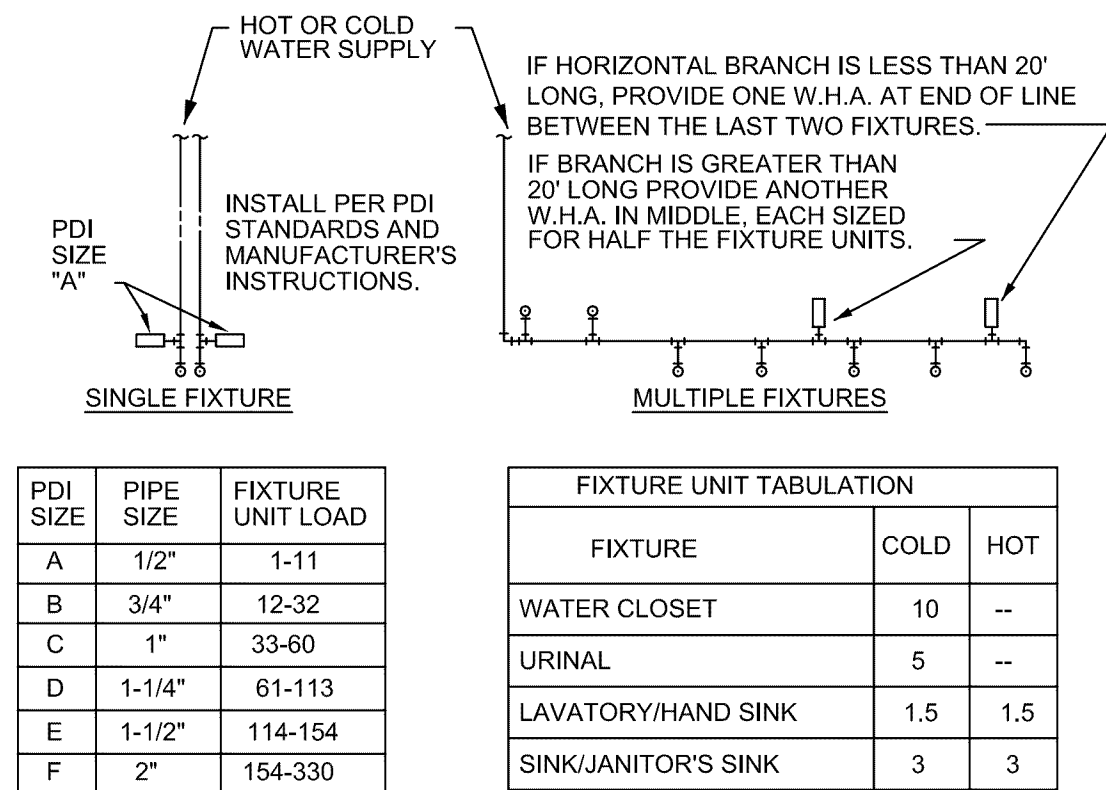 HOT OR COLD
WATER SUPPLY
IF HORIZONTAL BRANCH IS LESS THAN 20'
LONG, PROVIDE ONE W.H.A. AT END OF LINE
BETWEEN THE LAST TWO FIXTURES.
IF BRANCH IS GREATER THAN
20' LONG PROVIDE ANOTHER
W.H.A. IN MIDDLE, EACH SIZED
FOR HALF THE FIXTURE UNITS.
PDI
SIZE
"A"
INSTALL PER PDI
STANDARDS AND
MANUFACTURER'S
INSTRUCTIONS.
SINGLE FIXTURE
MULTIPLE FIXTURES
PDI SIZE PIPE SIZE FIXTURE UNIT LOAD
A 1/2" 1-11
B 3/4" 12-32
C 1" 33-60
D 1-1/4" 61-113
E 1-1/2" 114-154
F 2" 154-330
FIXTURE UNIT TABULATION
FIXTURE COLD HOT
WATER CLOSET 10 --
URINAL 5 --
LAVATORY/HAND SINK 1.5 1.5
SINK/JANITOR'S SINK 3 3